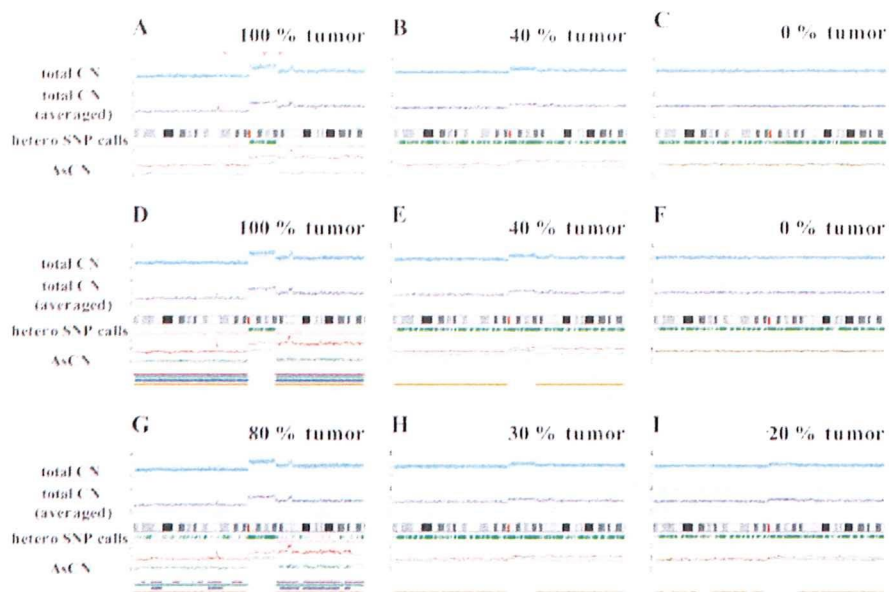 A
100 % tumor
B
40 % tumor
C
0 % tumor
total CN
total CN
(averaged)
hetero SNP calls
AsCN
D
100 % tumor
E
40 % tumor
F
0 % tumor
total CN
total CN
(averaged)
hetero SNP calls
AsCN
G
80 % tumor
H
30 % tumor
I
20 % tumor
total CN
total CN
(averaged)
hetero SNP calls
AsCN